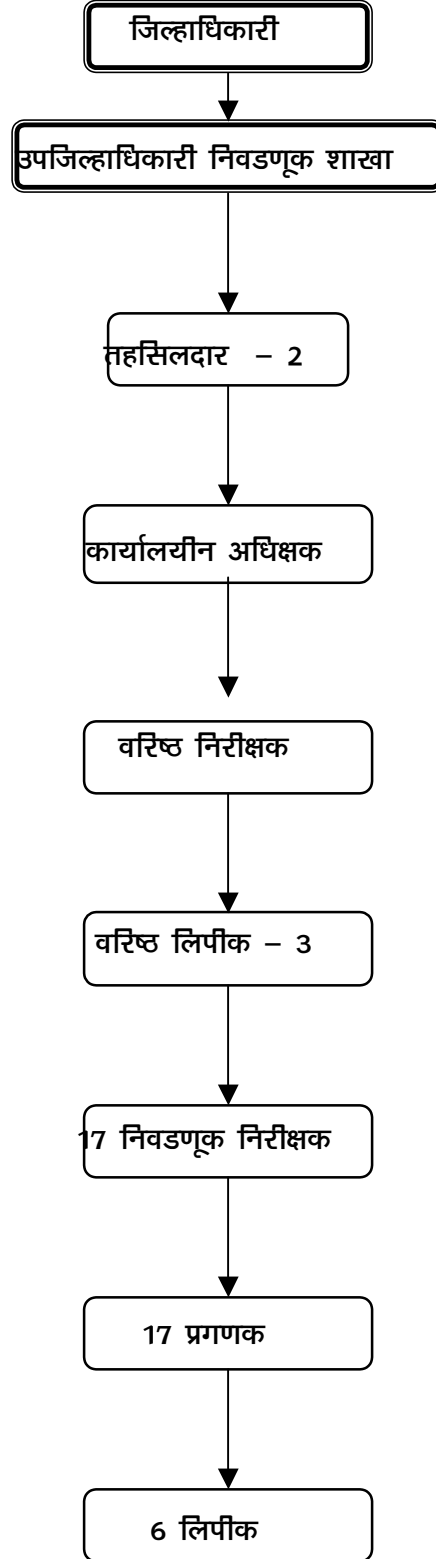 जिल्हाधिकारी
उपजिल्हाधिकारी निवडणूक शाखा
तहसिलदार – 2
कार्यालयीन अधिक्षक
वरिष्ठ निरीक्षक
वरिष्ठ लिपीक – 3
17 निवडणूक निरीक्षक
17 प्रगणक
6 लिपीक